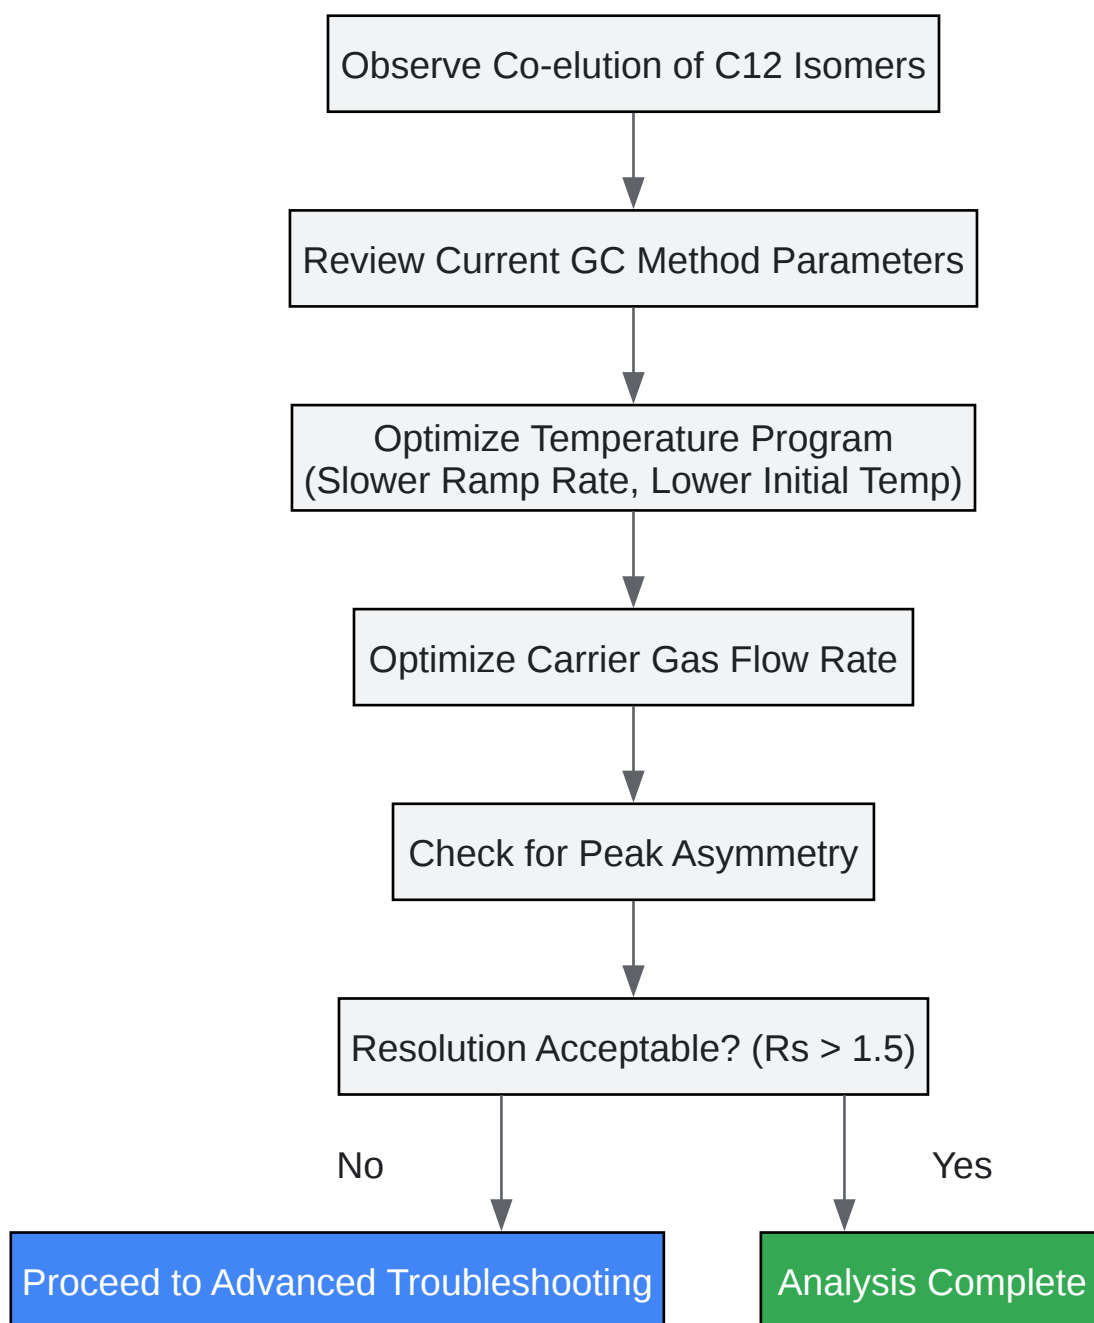 Observe Co-elution of C12 Isomers
Review Current GC Method Parameters
Optimize Temperature Program
(Slower Ramp Rate, Lower Initial Temp)
Optimize Carrier Gas Flow Rate
Check for Peak Asymmetry
Resolution Acceptable? (Rs > 1.5)
No
Yes
Proceed to Advanced Troubleshooting
Analysis Complete